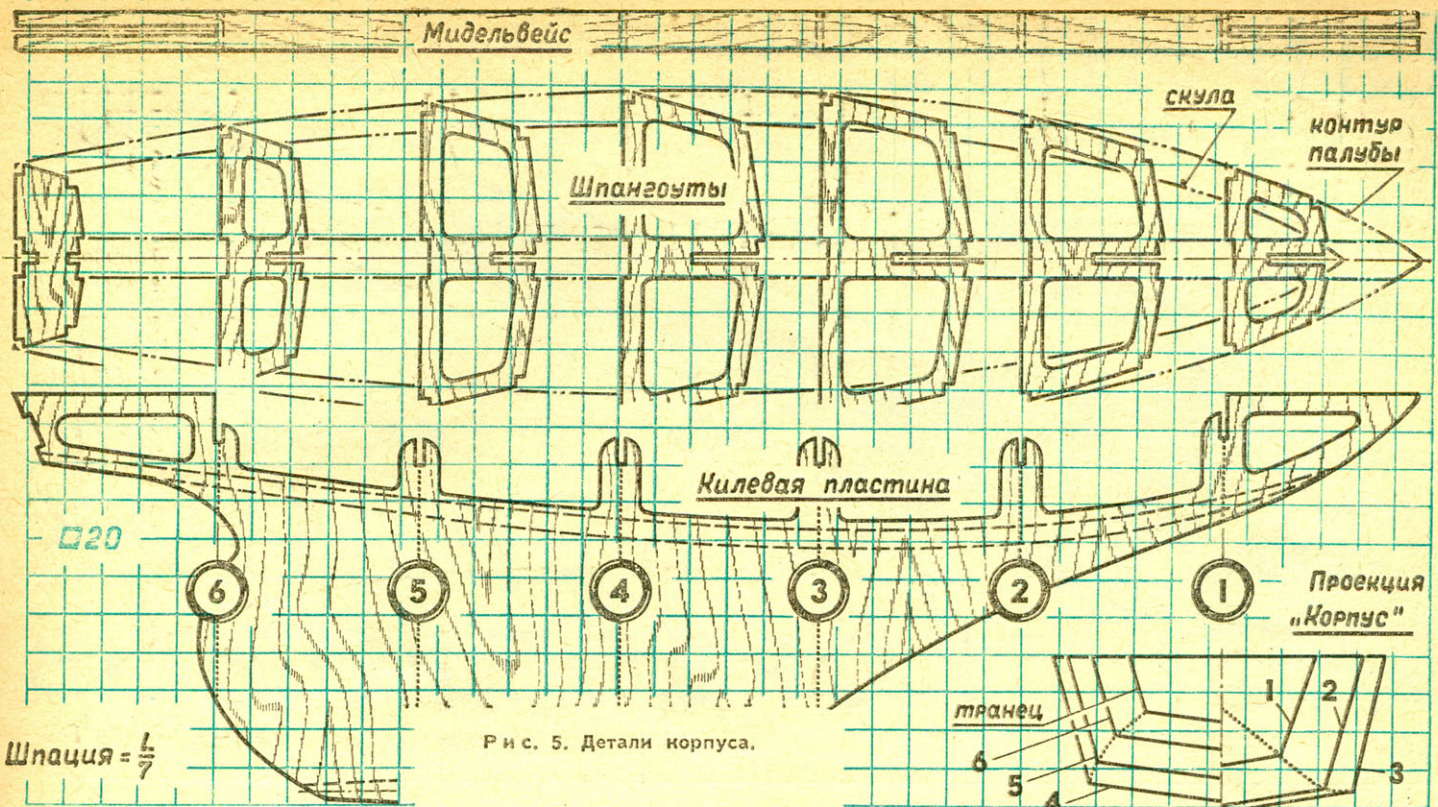 Мидельвейс
скула
контур
палубы
Шпангоуты
Килевая пластина
□20
6 5 4 3 2 1
Проекция
„Корпус"
транец
1 2
6
5
4
3
Шпация = L/7
Рис. 5. Детали корпуса.